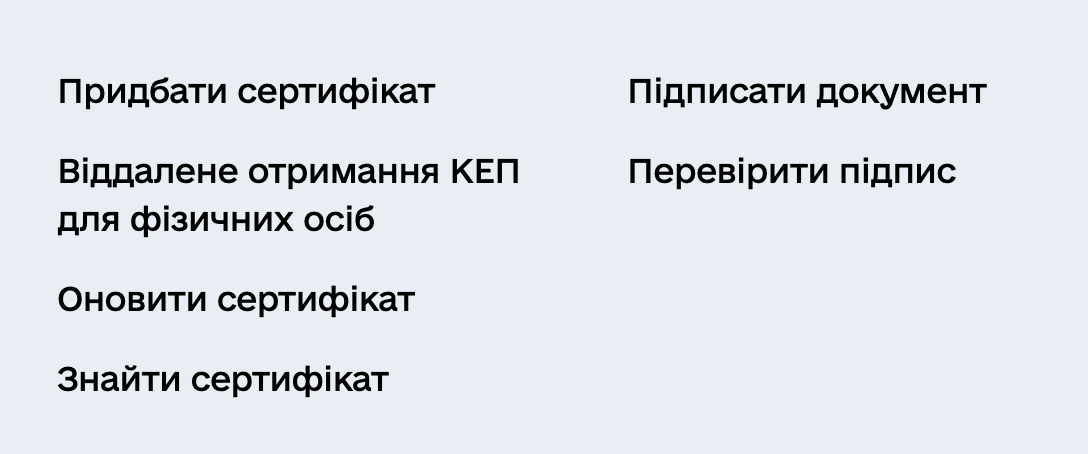 Придбати сертифікат
Віддалене отримання КЕП
для фізичних осіб
Оновити сертифікат
Знайти сертифікат
Підписати документ
Перевірити підпис